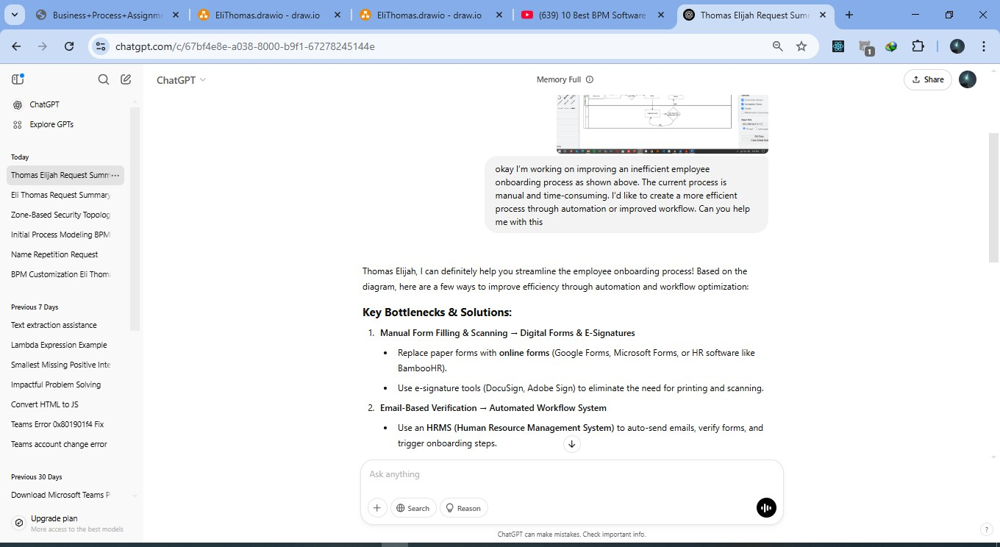 Business+Process+Assignme
EliThomas.drawio - draw.io
EliThomas.drawio - draw.io
(639) 10 Best BPM Software
Thomas Elijah Request Sum
chatgpt.com/c/67bf4e8e-a038-8000-b9f1-67278245144e
1
ChatGPT
Memory Full
Share
ChatGPT
Explore GPTs
Today
Thomas Elijah Request Summ
Eli Thomas Request Summary
Zone-Based Security Topolog
Initial Process Modeling BPM
Name Repetition Request
BPM Customization Eli Thom
Previous 7 Days
Text extraction assistance
Lambda Expression Example
Smallest Missing Positive Inte
Impactful Problem Solving
Convert HTML to JS
Teams Error 0x801901f4 Fix
Teams account change error
Previous 30 Days
Download Microsoft Teams P
Upgrade plan
More access to the best models
okay I'm working on improving an inefficient employee
onboarding process as shown above. The current process is
manual and time-consuming. I'd like to create a more efficient
process through automation or improved workflow. Can you help
me with this
Thomas Elijah, I can definitely help you streamline the employee onboarding process! Based on the
diagram, here are a few ways to improve efficiency through automation and workflow optimization:
Key Bottlenecks & Solutions:
1. Manual Form Filling & Scanning → Digital Forms & E-Signatures
• Replace paper forms with online forms (Google Forms, Microsoft Forms, or HR software like
BambooHR).
• Use e-signature tools (DocuSign, Adobe Sign) to eliminate the need for printing and scanning.
2. Email-Based Verification → Automated Workflow System
• Use an HRMS (Human Resource Management System) to auto-send emails, verify forms, and
trigger onboarding steps.
Ask anything
Search
Reason
ChatGPT can make mistakes. Check important info.
?